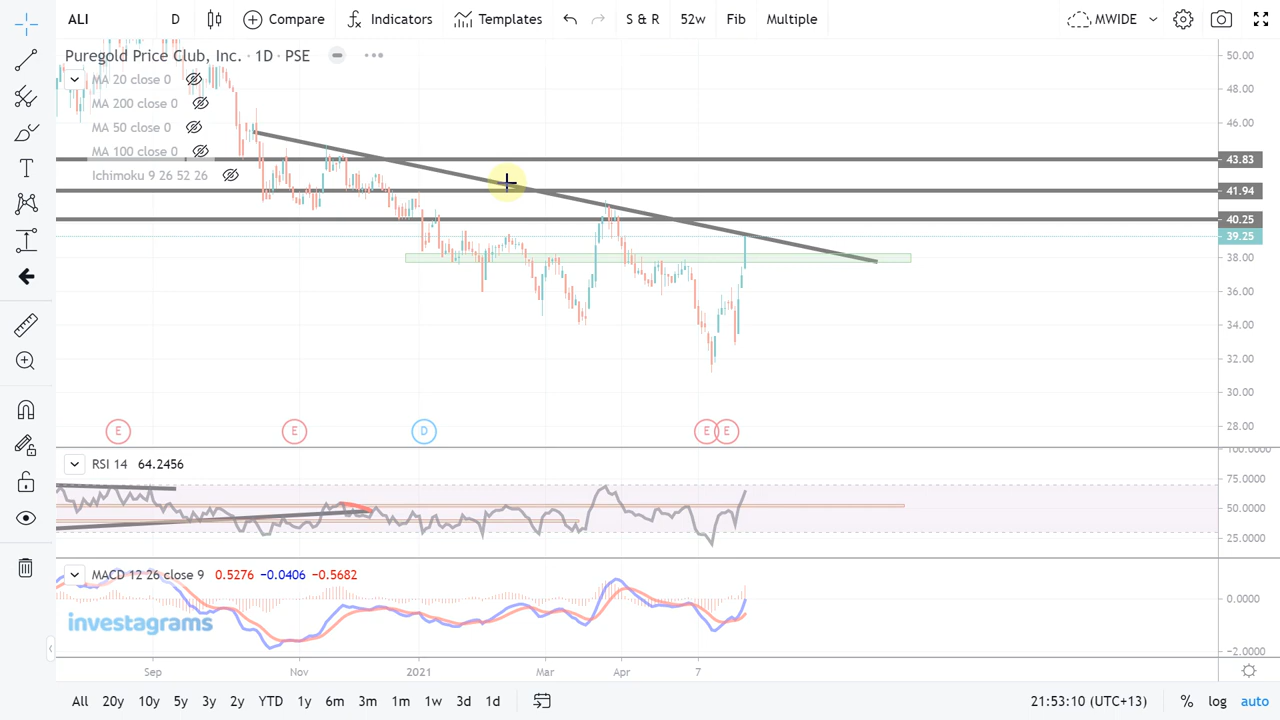 ALI D Compare Indicators Templates S & R 52w Fib Multiple MWIDE
Puregold Price Club, Inc. · 1D · PSE
MA 20 close 0
MA 200 close 0
MA 50 close 0
MA 100 close 0
Ichimoku 9 26 52 26
50.00
48.00
46.00
43.83
41.94
40.25
39.25
38.00
36.00
34.00
32.00
30.00
28.00
E E D E E
100.0000
RSI 14 64.2456
75.0000
50.0000
25.0000
MACD 12 26 close 9 0.5276 −0.0406 −0.5682
0.0000
investagrams
−2.0000
Sep Nov 2021 Mar Apr 7
All 20y 10y 5y 3y 2y YTD 1y 6m 3m 1m 1w 3d 1d 21:53:10 (UTC+13) % log auto